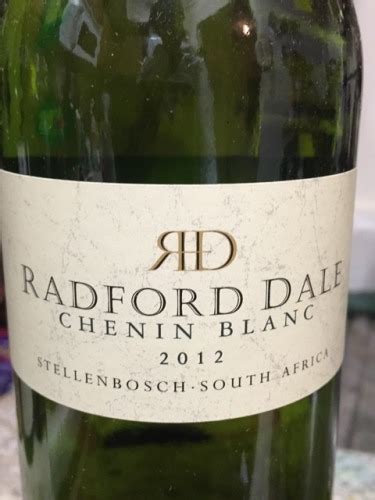 RD
RADFORD DALE
CHENIN BLANC
2012
STELLENBOSCH · SOUTH AFRICA